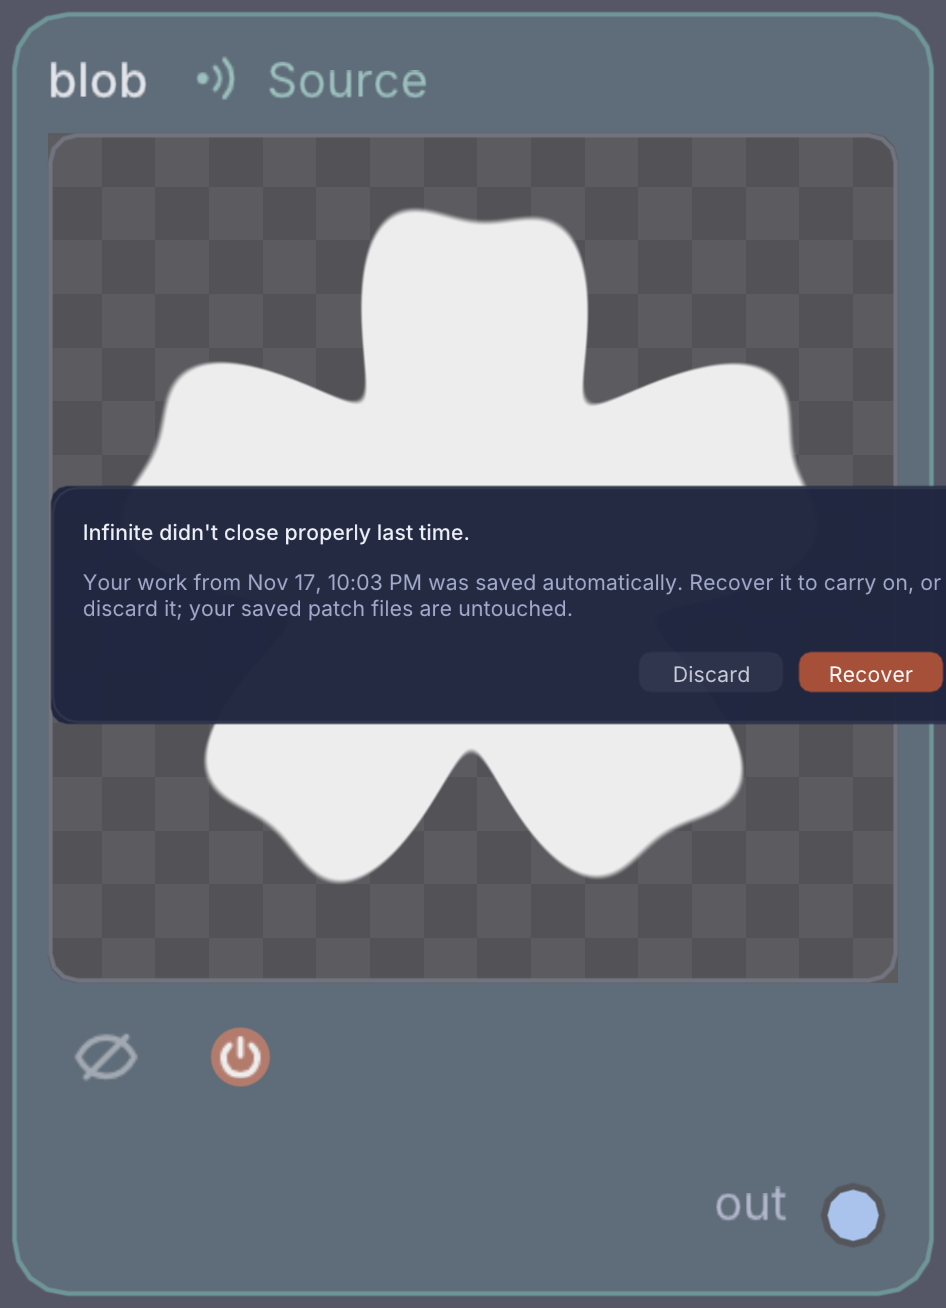 blob Source
Infinite didn't close properly last time.
Your work from Nov 17, 10:03 PM was saved automatically. Recover it to carry on, or
discard it; your saved patch files are untouched.
Discard Recover
out